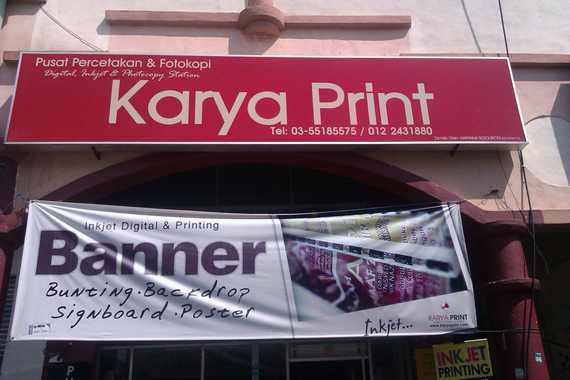 Pusat Percetakan & Fotokopi
Digital, Inkjet & Photocopy Station
Karya Print
Tel: 03-55185575 / 012 2431880
Inkjet Digital & Printing
Banner
Bunting · Backdrop
Signboard · Poster
Inkjet...
KARYA PRINT
INKJET
PRINTING